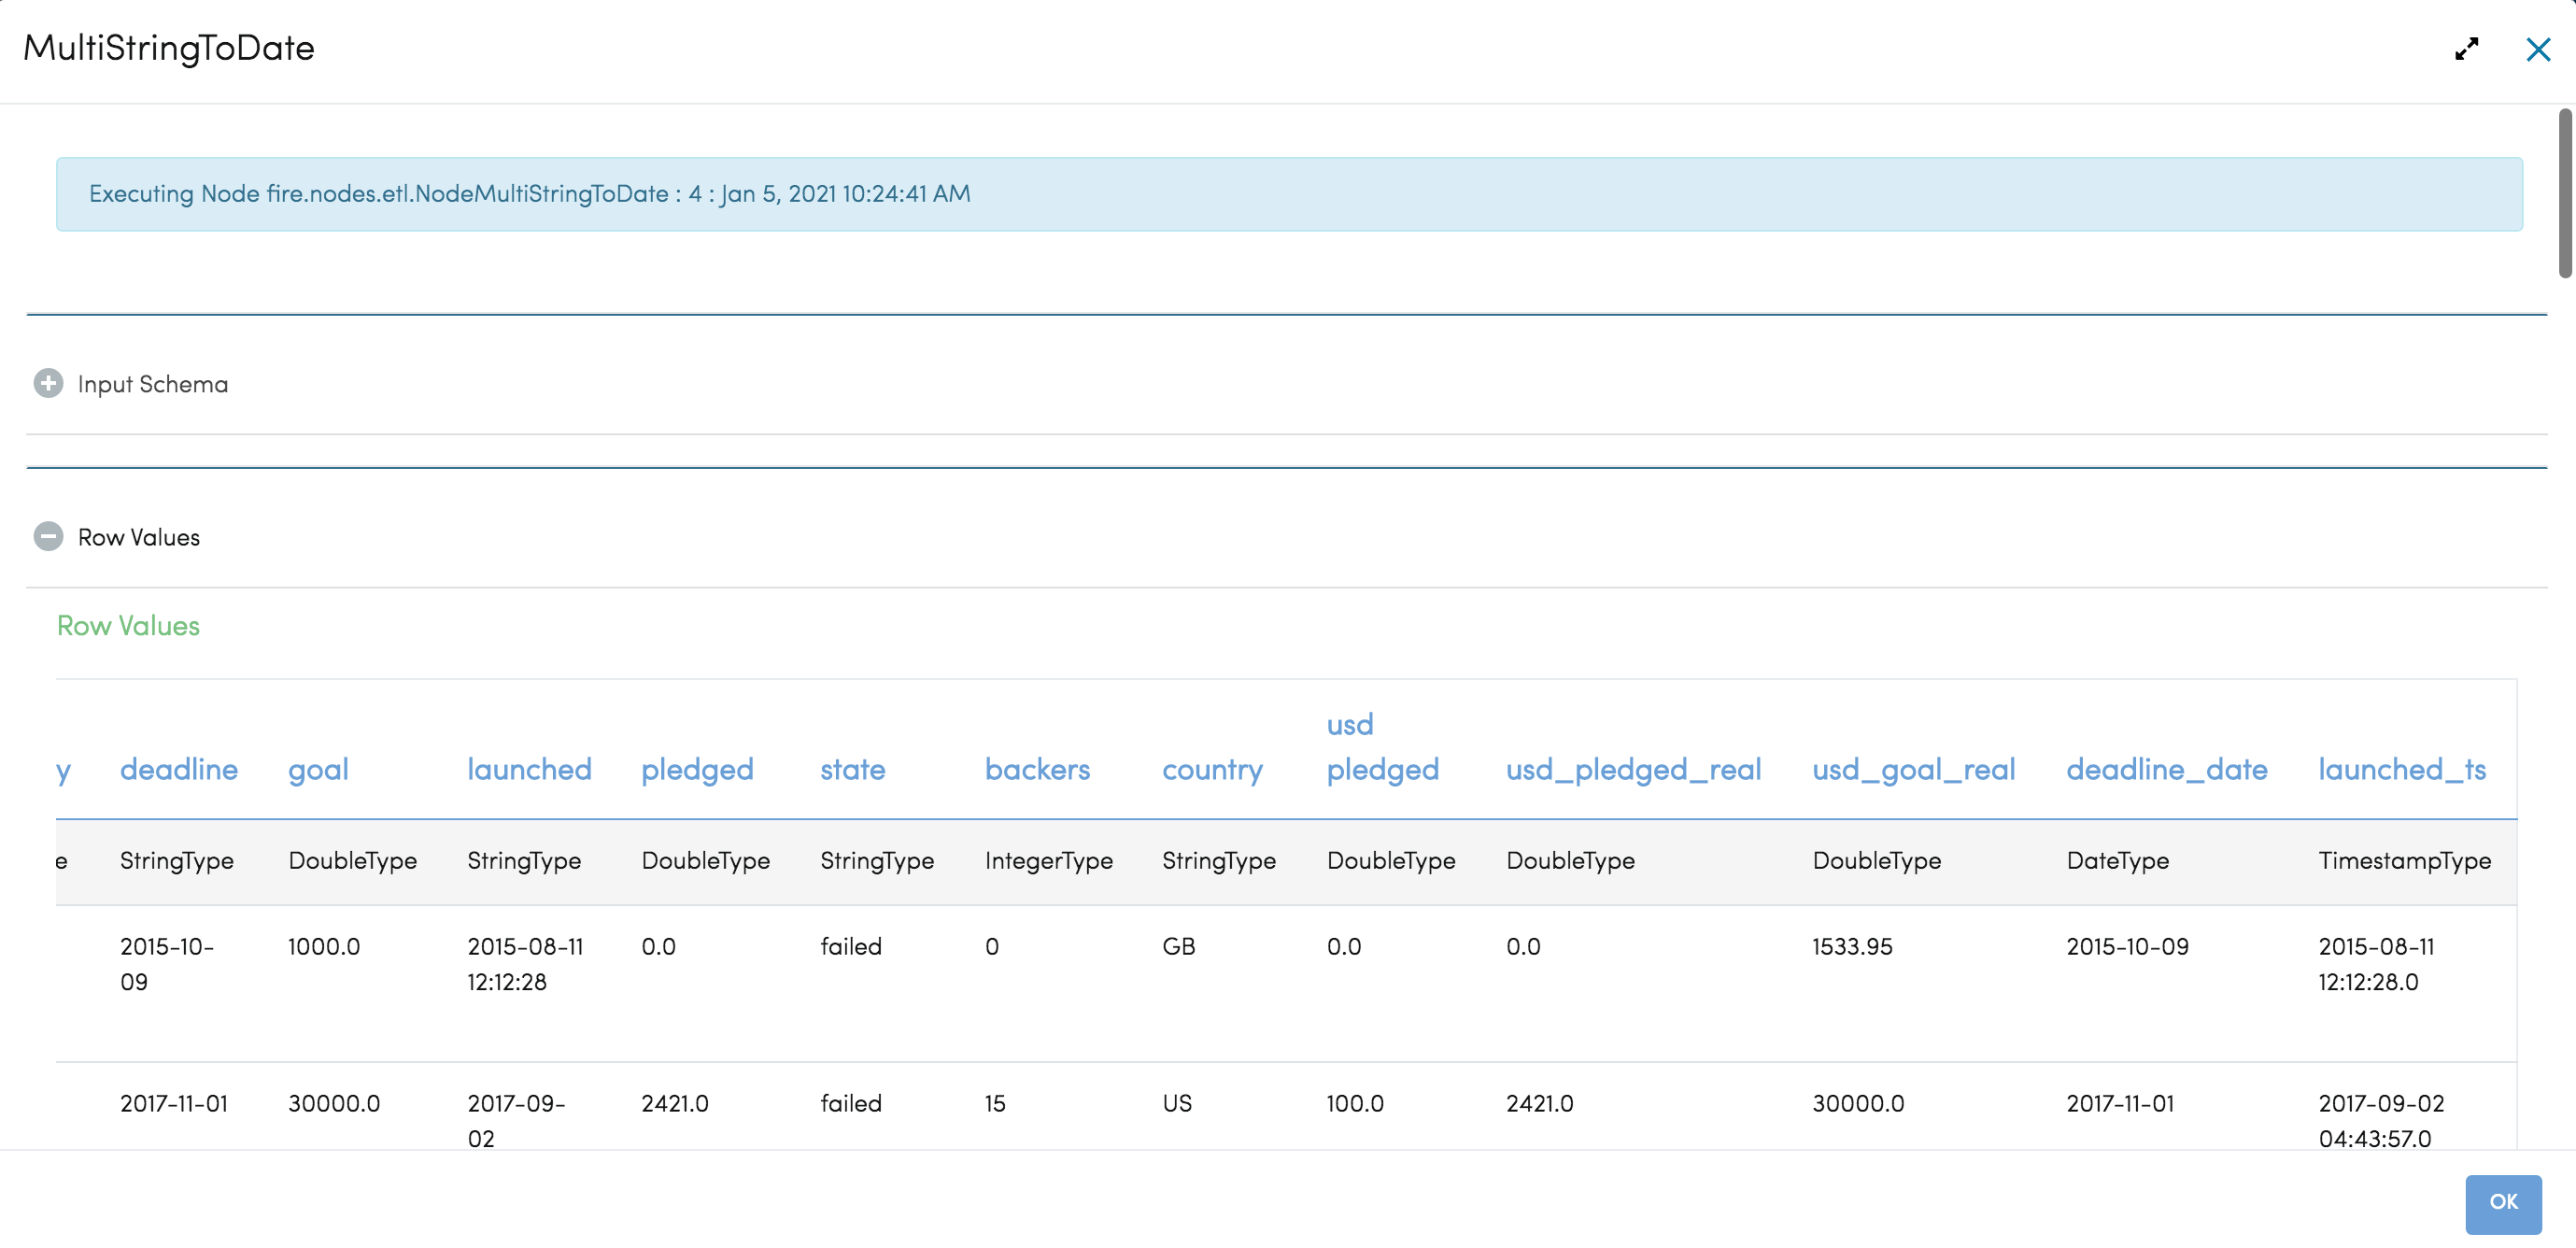 MultiStringToDate
Executing Node fire.nodes.etl.NodeMultiStringToDate : 4 : Jan 5, 2021 10:24:41 AM
Input Schema
Row Values
Row Values
y deadline goal launched pledged state backers country usd pledged usd_pledged_real usd_goal_real deadline_date launched_ts
e StringType DoubleType StringType DoubleType StringType IntegerType StringType DoubleType DoubleType DoubleType DateType TimestampType
2015-10- 1000.0 2015-08-11 0.0 failed 0 GB 0.0 0.0 1533.95 2015-10-09 2015-08-11
09 12:12:28 12:12:28.0
2017-11-01 30000.0 2017-09- 2421.0 failed 15 US 100.0 2421.0 30000.0 2017-11-01 2017-09-02
02 04:43:57.0
OK